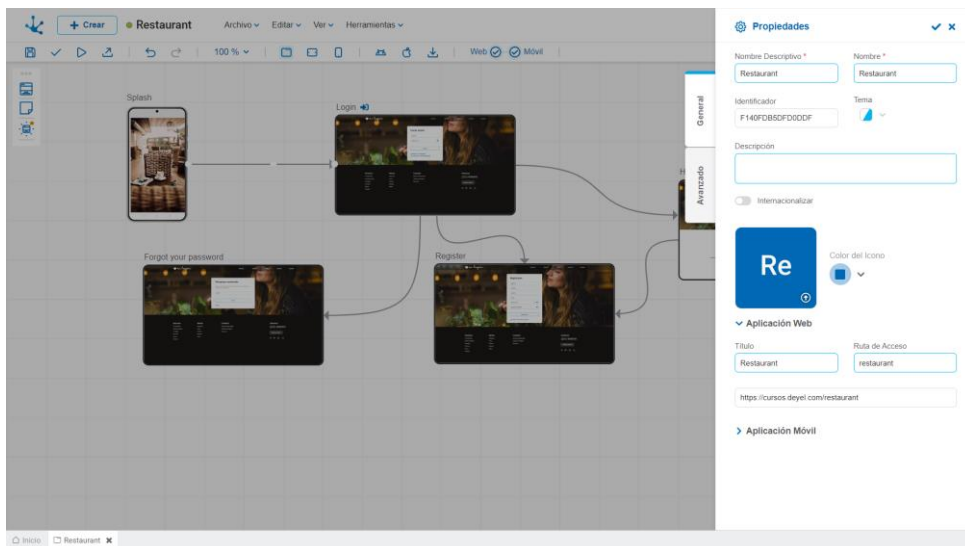 + Crear
Restaurant
Archivo
Editar
Ver
Herramientas
Propiedades
100 %
Web
Móvil
Nombre Descriptivo *
Nombre *
Restaurant
Restaurant
Splash
Login
General
Identificador
Tema
F140FDB5DFD0DDF
Descripción
Avanzado
H
Internacionalizar
Forgot your password
Register
Re
Color del Icono
Aplicación Web
Título
Ruta de Acceso
Restaurant
restaurant
https://cursos.deyel.com/restaurant
Aplicación Móvil
Inicio
Restaurant